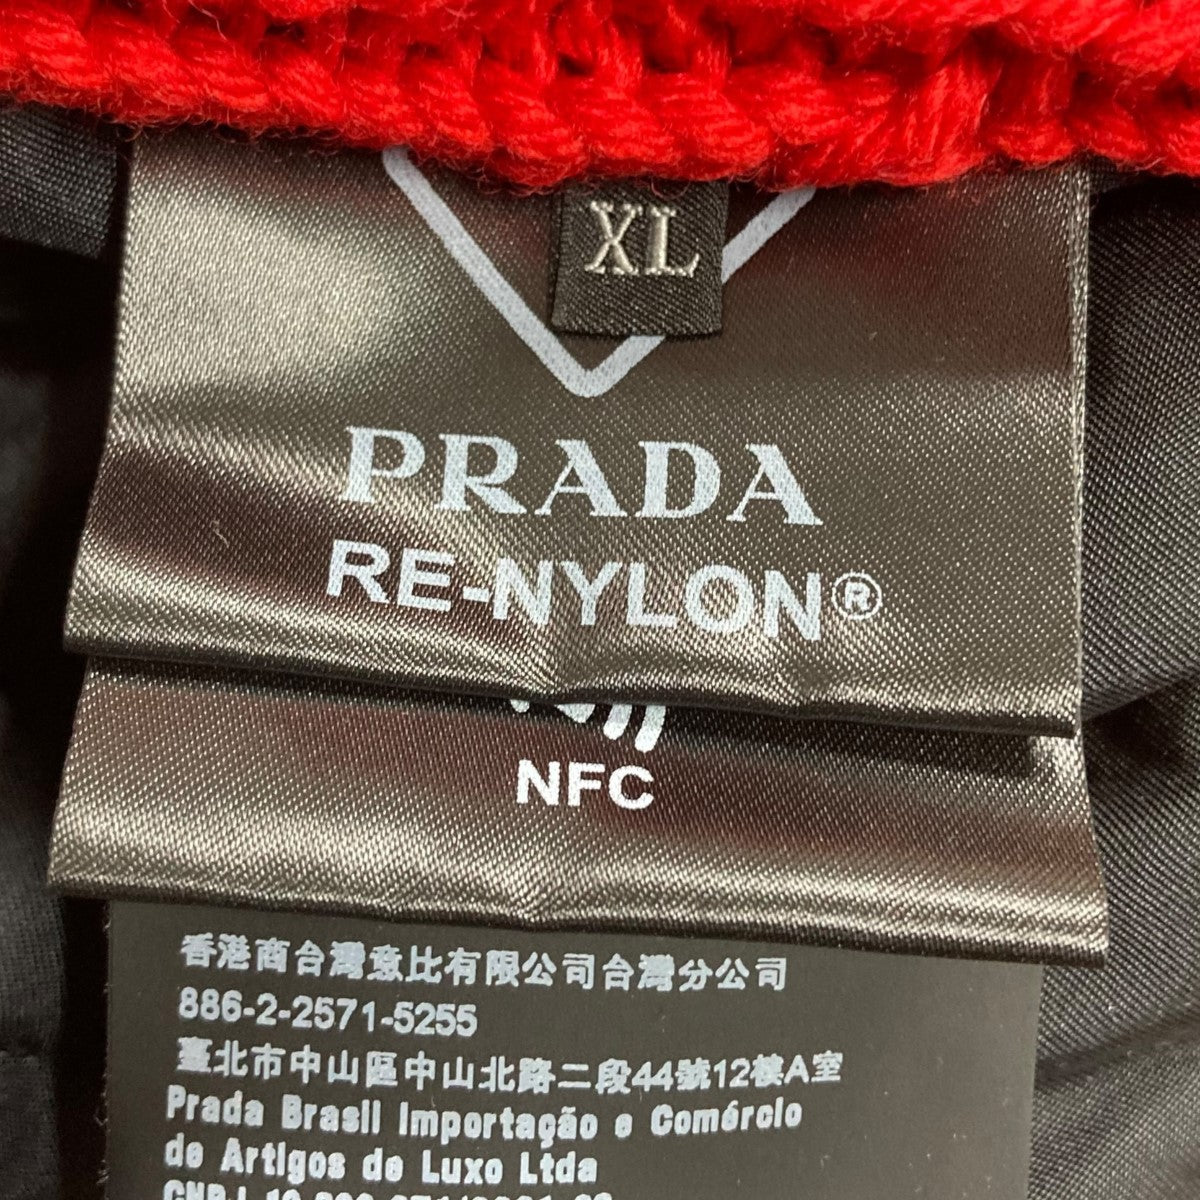 XL
PRADA
RE-NYLON®
NFC
香港商台灣意比有限公司台灣分公司
886-2-2571-5255
臺北市中山區中山北路二段44號12樓A室
Prada Brasil Importação e Comércio
de Artigos de Luxo Ltda